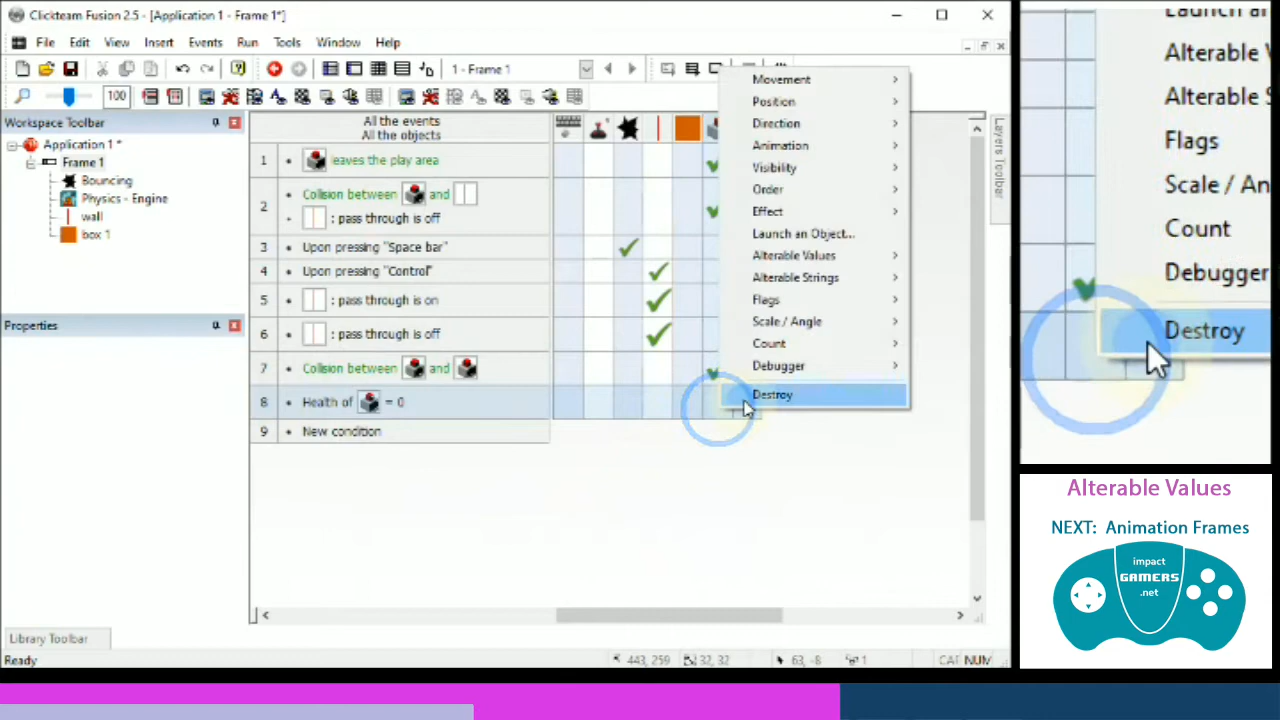 Clickteam Fusion 2.5 - [Application 1 - Frame 1*]
File Edit View Insert Events Run Tools Window Help
1 - Frame 1
100
Workspace Toolbar
Application 1 *
Frame 1
Bouncing
Physics - Engine
wall
box 1
Properties
Library Toolbar
Ready
All the events
All the objects
1 • leaves the play area
2 • Collision between and
• : pass through is off
3 • Upon pressing "Space bar"
4 • Upon pressing "Control"
5 • : pass through is on
6 • : pass through is off
7 • Collision between and
8 • Health of = 0
9 • New condition
Movement
Position
Direction
Animation
Visibility
Order
Effect
Launch an Object...
Alterable Values
Alterable Strings
Flags
Scale / Angle
Count
Debugger
Destroy
Layers Toolbar
443, 259 32, 32 63, -8 1 CAT NUM
Launch an
Alterable V
Alterable S
Flags
Scale / An
Count
Debugger
Destroy
Alterable Values
NEXT: Animation Frames
impact
GAMERS
.net